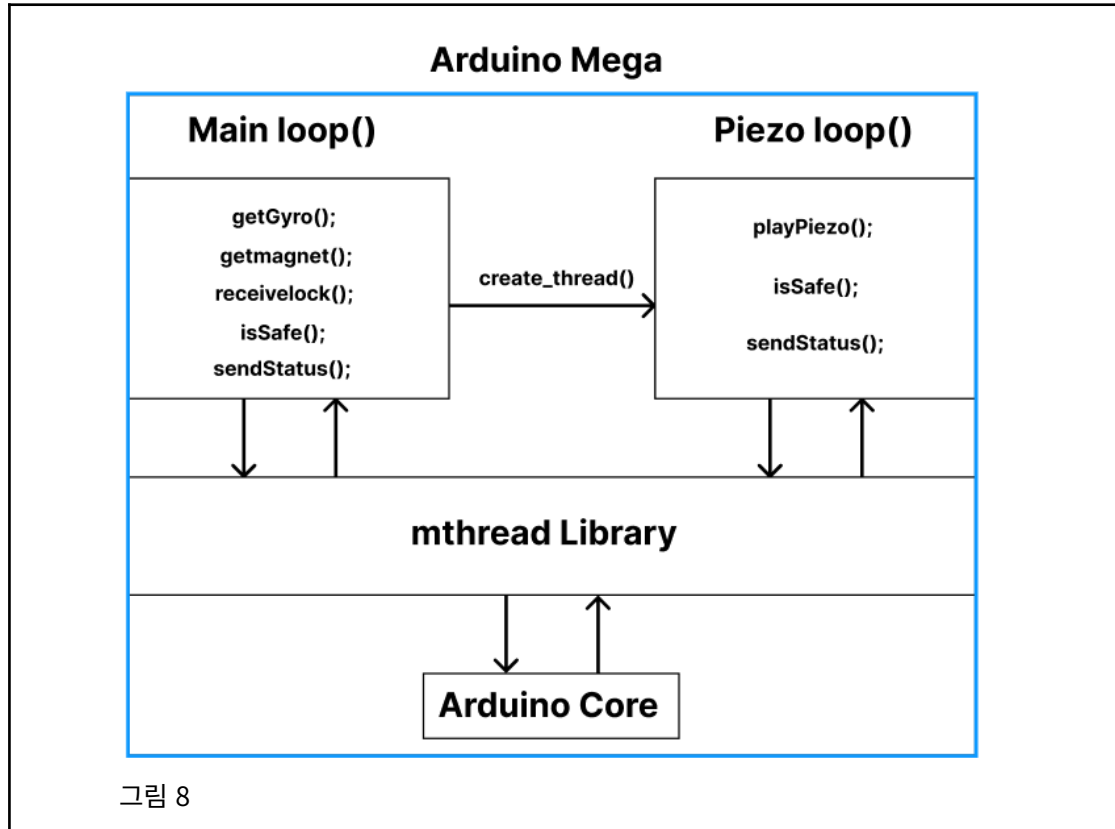 Arduino Mega
Main loop()
Piezo loop()
getGyro();
getmagnet();
receivelock();
isSafe();
sendStatus();
create_thread()
playPiezo();
isSafe();
sendStatus();
mthread Library
Arduino Core
그림 8